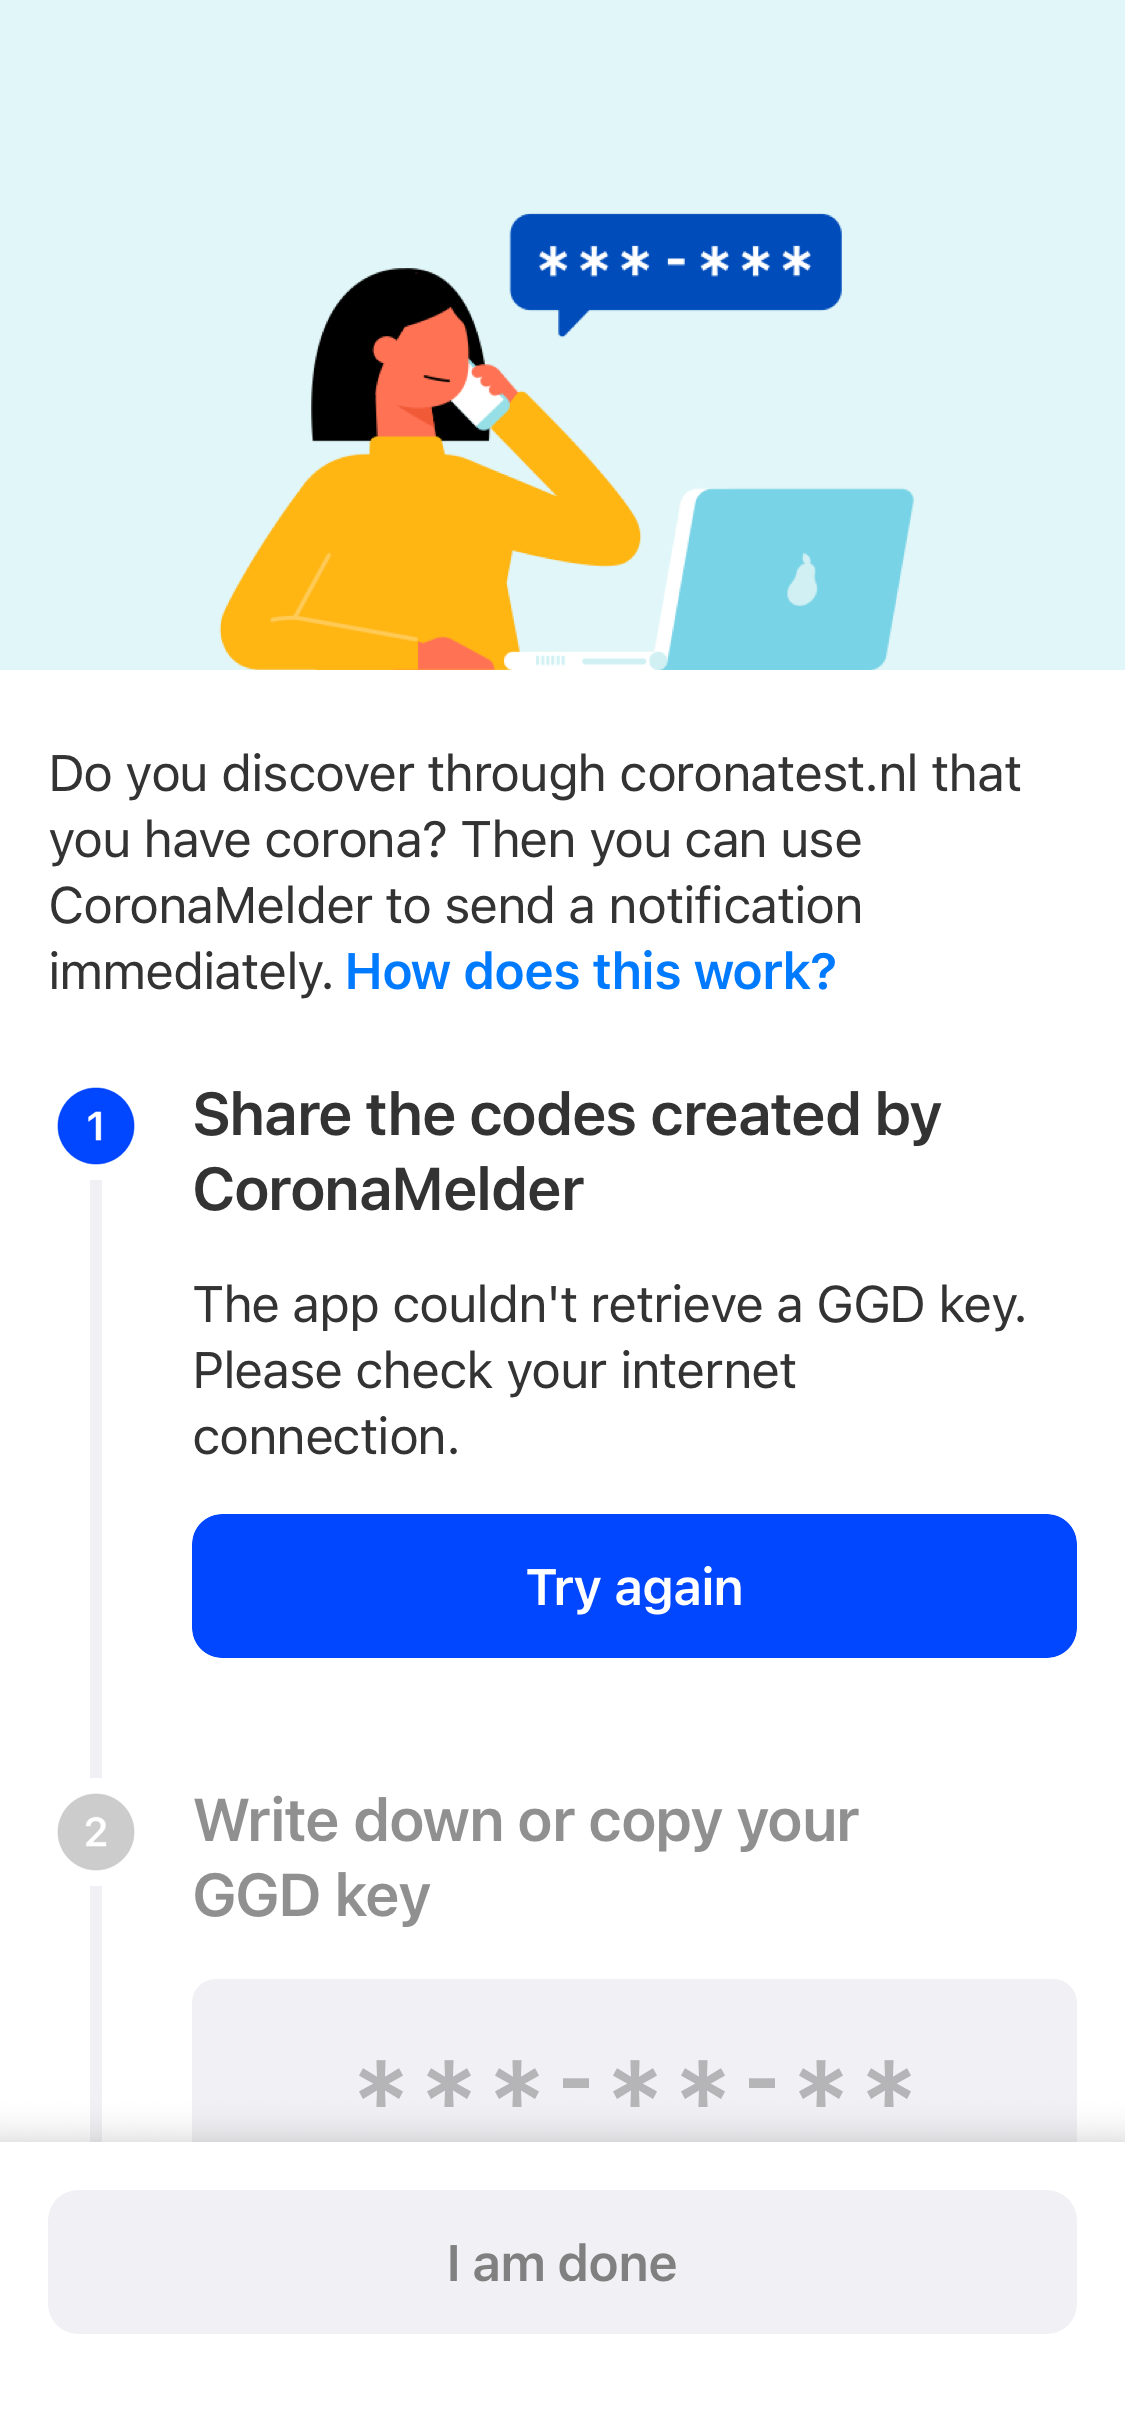 ***-***
Do you discover through coronatest.nl that
you have corona? Then you can use
CoronaMelder to send a notification
immediately. How does this work?
1
Share the codes created by
CoronaMelder
The app couldn't retrieve a GGD key.
Please check your internet
connection.
Try again
2
Write down or copy your
GGD key
***-**-**
I am done